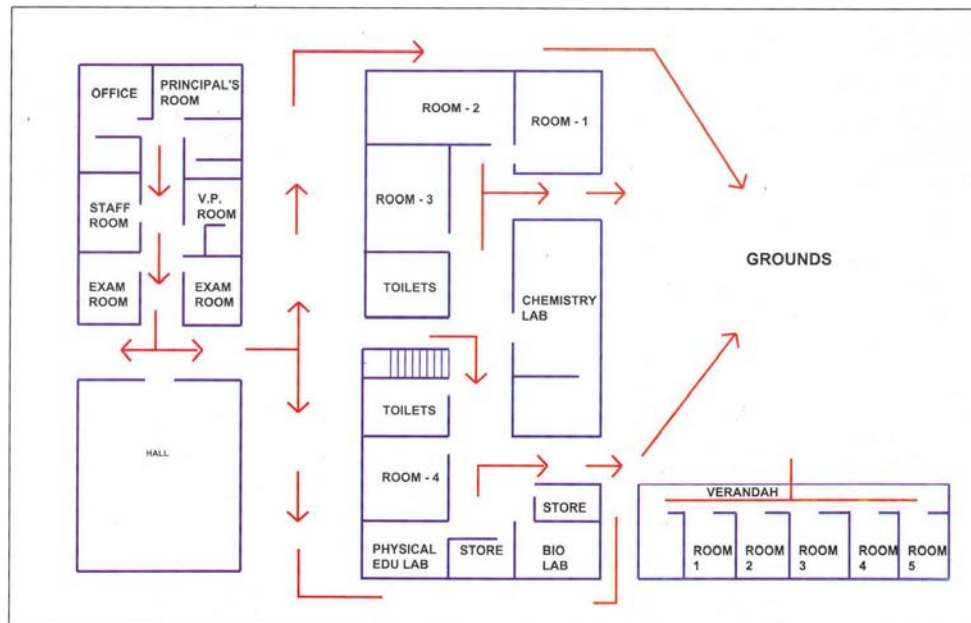 OFFICE
PRINCIPAL'S
ROOM
STAFF
ROOM
V.P.
ROOM
EXAM
ROOM
EXAM
ROOM
HALL
ROOM - 2
ROOM - 1
ROOM - 3
TOILETS
CHEMISTRY
LAB
TOILETS
ROOM - 4
STORE
PHYSICAL
EDU LAB
STORE
BIO
LAB
GROUNDS
VERANDAH
ROOM
1
ROOM
2
ROOM
3
ROOM
4
ROOM
5